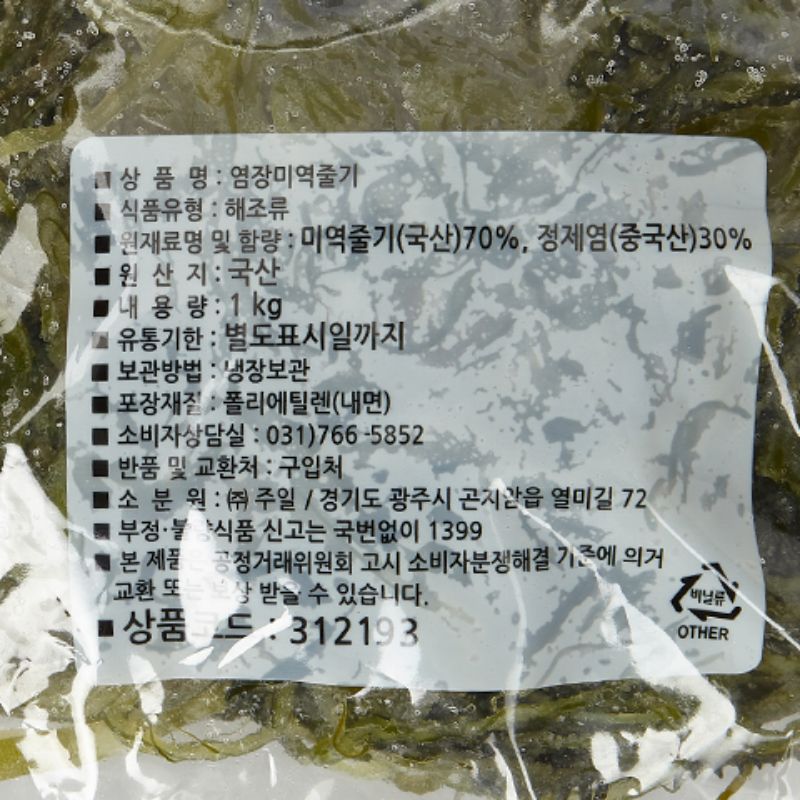 ■ 상 품 명 : 염장미역줄기
■ 식품유형 : 해조류
■ 원재료명 및 함량 : 미역줄기(국산)70%, 정제염(중국산)30%
■ 원 산 지 : 국산
■ 내 용 량 : 1 kg
■ 유통기한 : 별도표시일까지
■ 보관방법 : 냉장보관
■ 포장재질 : 폴리에틸렌(내면)
■ 소비자상담실 : 031)766-5852
■ 반품 및 교환처 : 구입처
■ 소 분 원 : ㈜ 주일 / 경기도 광주시 곤지암읍 열미길 72
■ 부정·불량식품 신고는 국번없이 1399
■ 본 제품은 공정거래위원회 고시 소비자분쟁해결 기준에 의거
교환 또는 보상 받을 수 있습니다.
■ 상품코드 : 312193
비닐류
OTHER